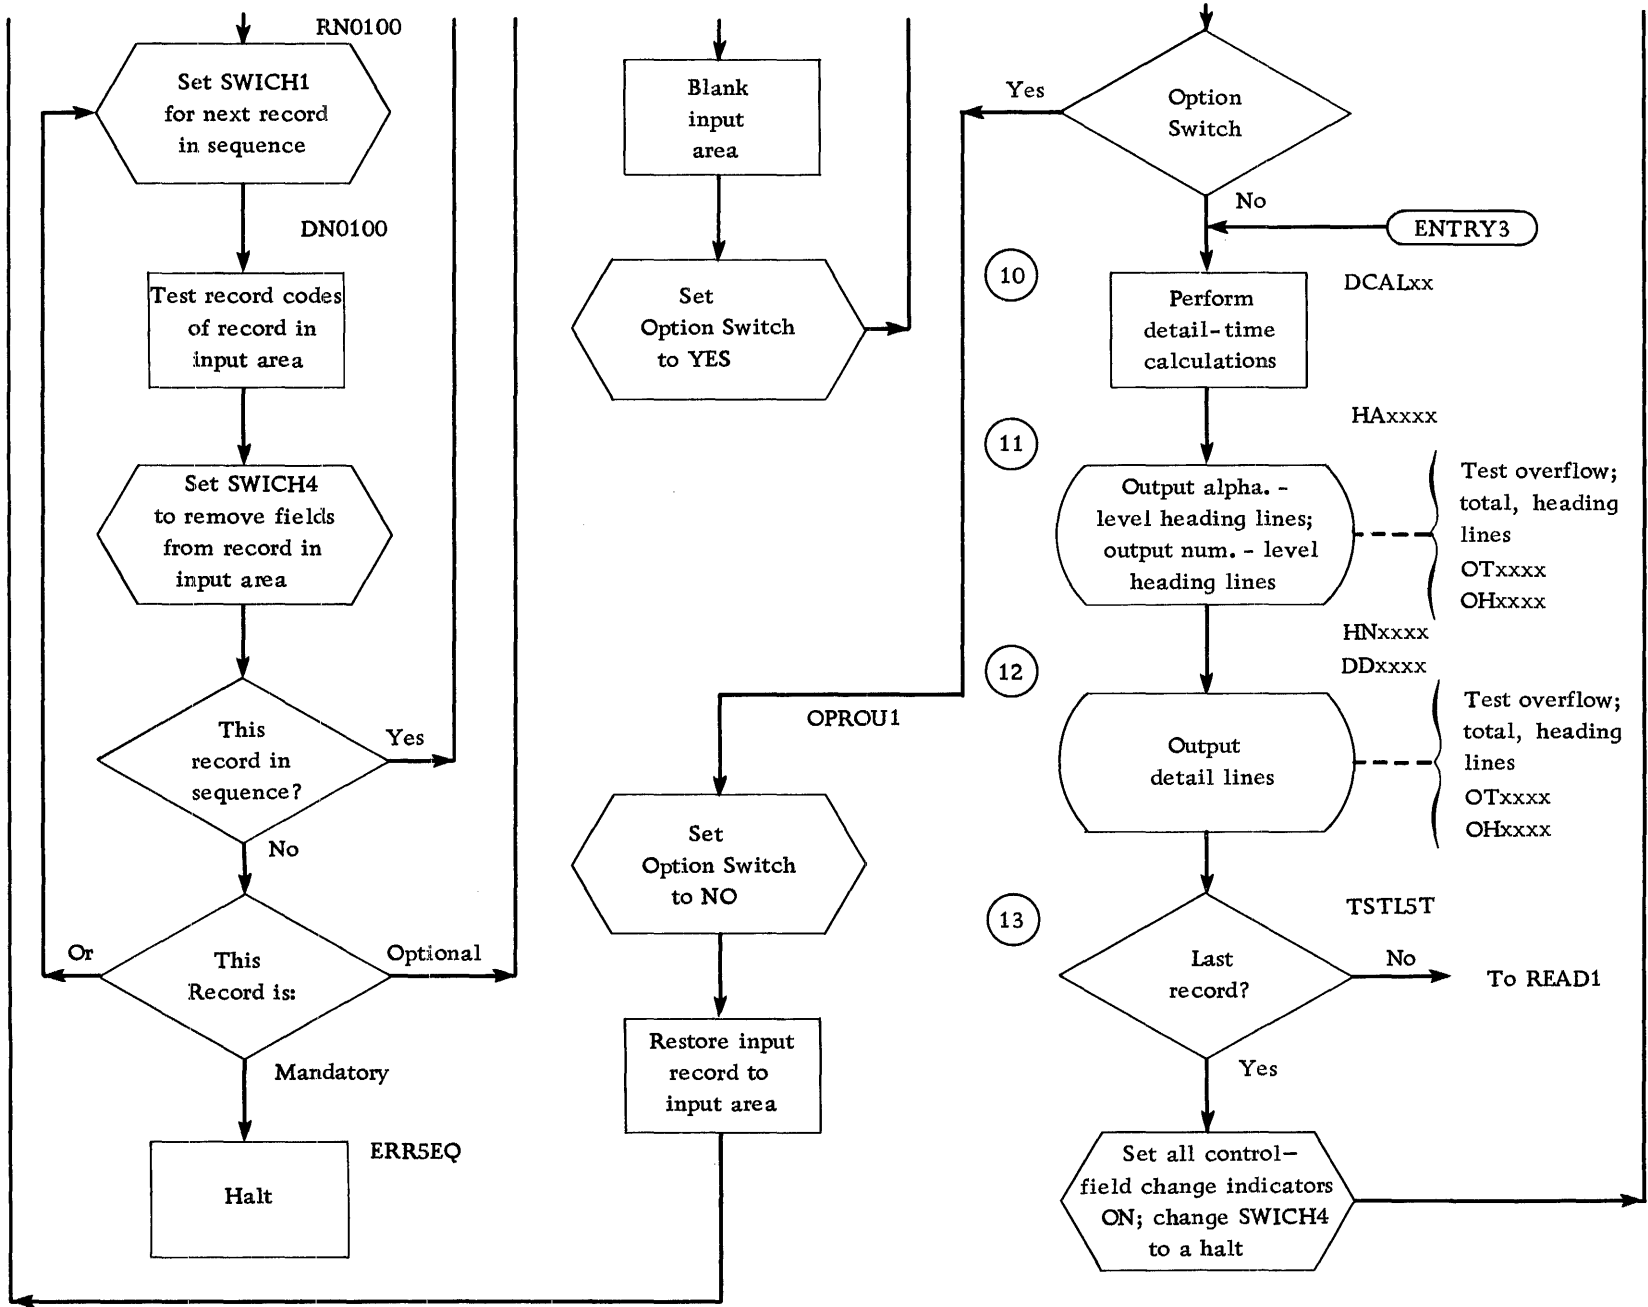 RN0100
Set SWICH1
for next record
in sequence
DN0100
Test record codes
of record in
input area
Set SWICH4
to remove fields
from record in
input area
This
record in
sequence?
Yes
No
This
Record is:
Or
Optional
Mandatory
ERR5EQ
Halt
Blank
input
area
Set
Option Switch
to YES
OPROU1
Set
Option Switch
to NO
Restore input
record to
input area
Option
Switch
Yes
No
ENTRY3
10
DCALxx
Perform
detail-time
calculations
HAxxxx
11
Output alpha. -
level heading lines;
output num. - level
heading lines
Test overflow;
total, heading
lines
OTxxxx
OHxxxx
HNxxxx
DDxxxx
12
Output
detail lines
Test overflow;
total, heading
lines
OTxxxx
OHxxxx
13
TSTL5T
Last
record?
No
To READ1
Yes
Set all control-
field change indicators
ON; change SWICH4
to a halt